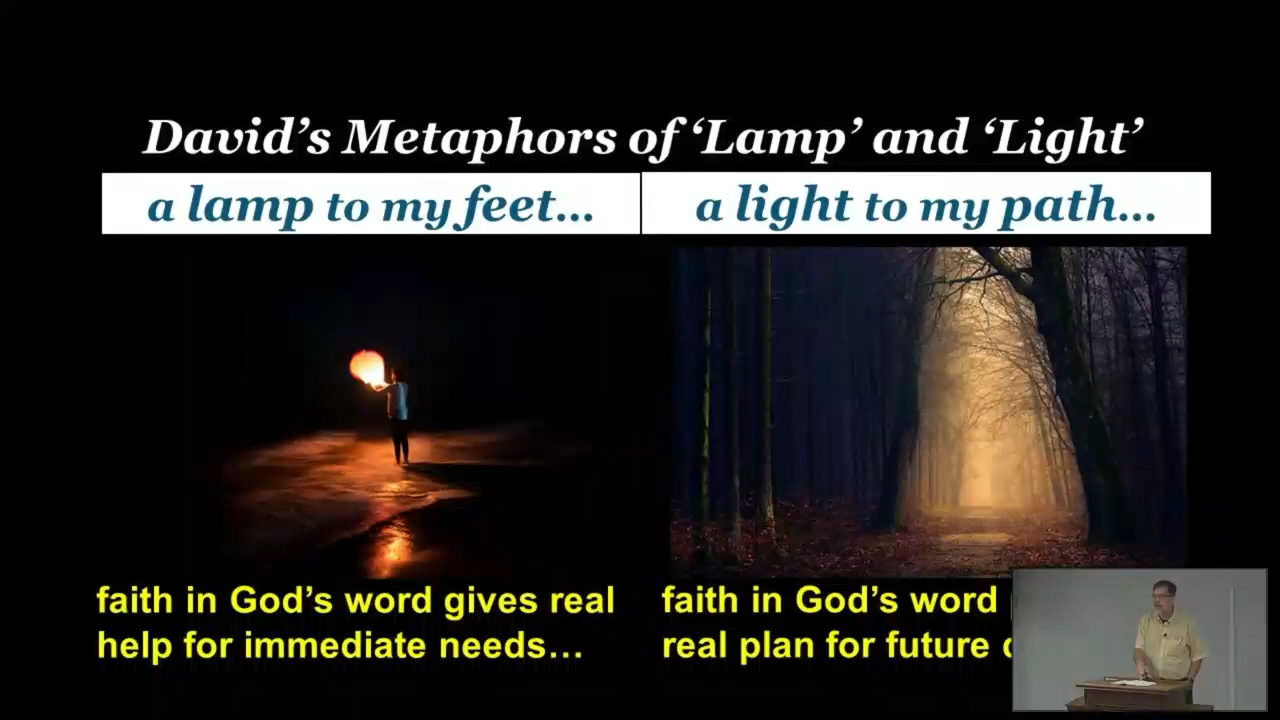 David’s Metaphors of ‘Lamp’ and ‘Light’
a lamp to my feet...
a light to my path...
faith in God’s word gives real
help for immediate needs...
faith in God’s word
real plan for future